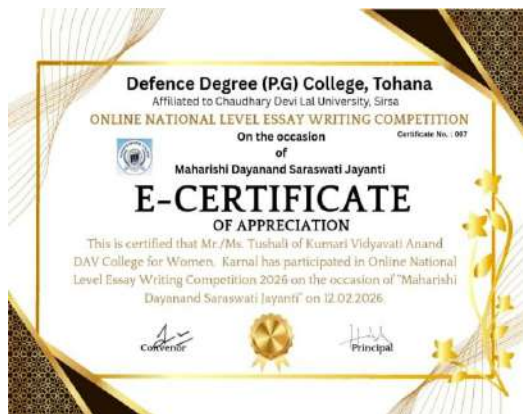 Defence Degree (P.G) College, Tohana
Affiliated to Chaudhary Devi Lal University, Sirsa
ONLINE NATIONAL LEVEL ESSAY WRITING COMPETITION
Certificate No. : 067
On the occasion
of
Maharishi Dayanand Saraswati Jayanti
E-CERTIFICATE
OF APPRECIATION
This is certified that Mr./Ms. Tushali of Kumari Vidyavati Anand
DAV College for Women, Karnal has participated in Online National
Level Essay Writing Competition 2026 on the occasion of "Maharishi
Dayanand Saraswati Jayanti" on 12.02.2026.
Convenor
Principal